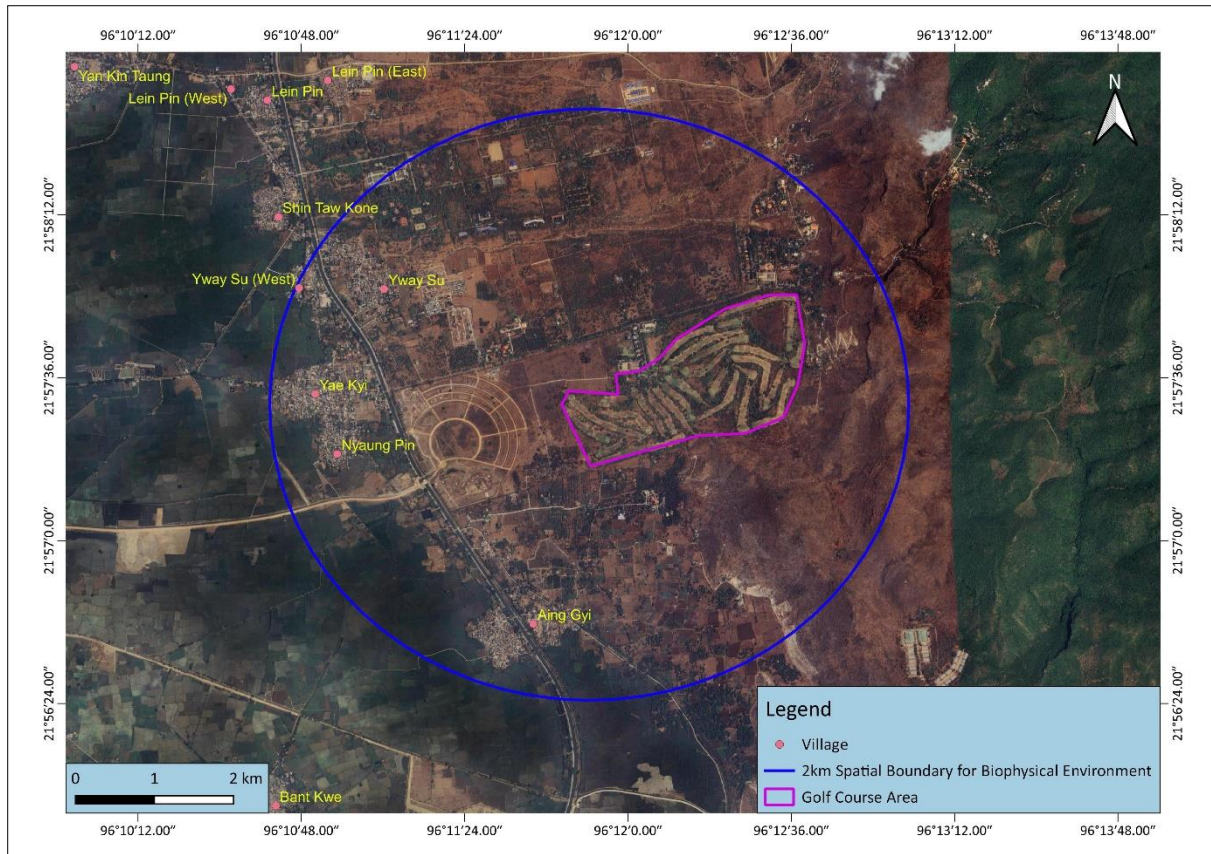 96°10′12.00″ 96°10′48.00″ 96°11′24.00″ 96°12′0.00″ 96°12′36.00″ 96°13′12.00″ 96°13′48.00″
Yan Kin Taung
Lein Pin (East)
Lein Pin (West)
Lein Pin
N
21°58′12.00″ 21°58′12.00″
Shin Taw Kone
Yway Su (West)
Yway Su
21°57′36.00″ 21°57′36.00″
Yae Kyi
Nyaung Pin
21°57′0.00″ 21°57′0.00″
Aing Gyi
21°56′24.00″ 21°56′24.00″
Legend
Village
2km Spatial Boundary for Biophysical Environment
Golf Course Area
0 1 2 km
Bant Kwe
96°10′12.00″ 96°10′48.00″ 96°11′24.00″ 96°12′0.00″ 96°12′36.00″ 96°13′12.00″ 96°13′48.00″